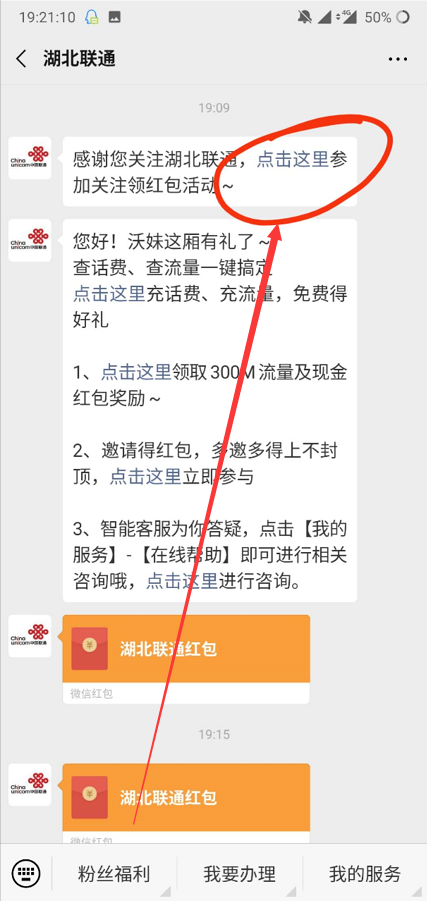 19:21:10
4G
50%
湖北联通
19:09
China
unicom中国联通
感谢您关注湖北联通，点击这里参
加关注领红包活动～
China
unicom中国联通
您好！沃妹这厢有礼了～
查话费、查流量一键搞定
点击这里充话费、充流量，免费得
好礼
1、点击这里领取300M流量及现金
红包奖励～
2、邀请得红包，多邀多得上不封
顶，点击这里立即参与
3、智能客服为你答疑，点击【我的
服务】-【在线帮助】即可进行相关
咨询哦，点击这里进行咨询。
China
unicom中国联通
湖北联通红包
微信红包
19:15
China
unicom中国联通
湖北联通红包
微信红包
粉丝福利
我要办理
我的服务